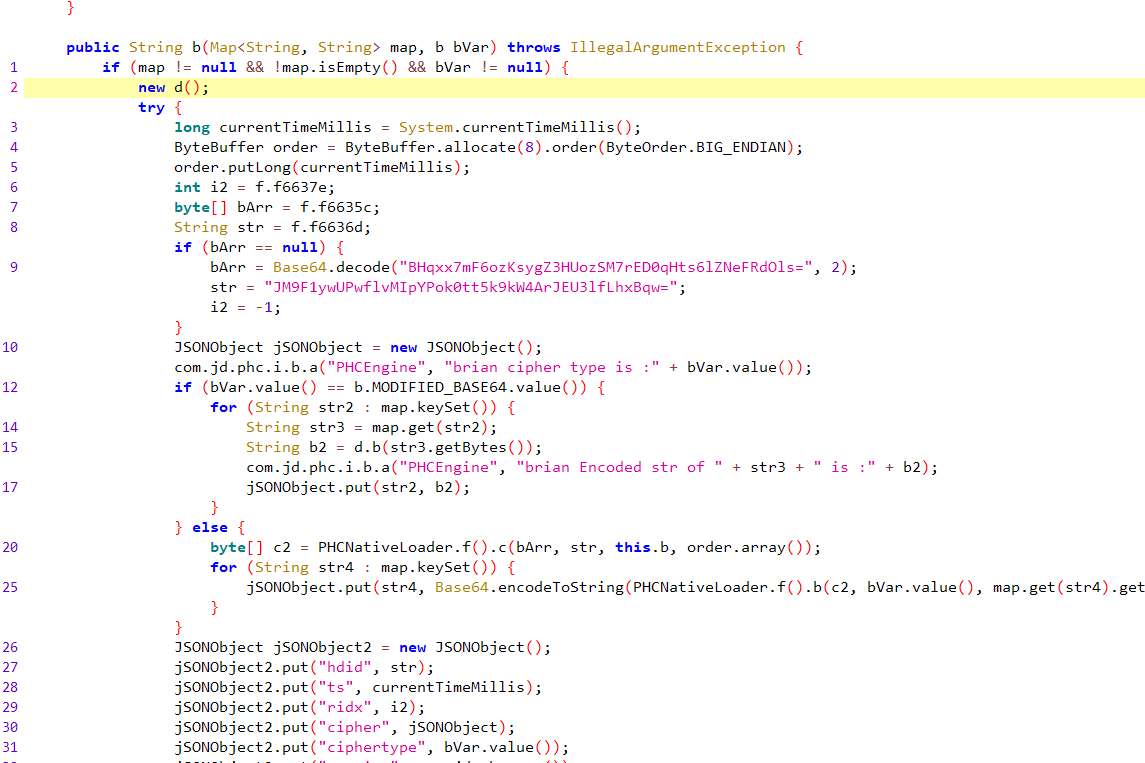 }
public String b(Map<String, String> map, b bVar) throws IllegalArgumentException {
1 if (map != null && !map.isEmpty() && bVar != null) {
2 new d();
try {
3 long currentTimeMillis = System.currentTimeMillis();
4 ByteBuffer order = ByteBuffer.allocate(8).order(ByteOrder.BIG_ENDIAN);
5 order.putLong(currentTimeMillis);
6 int i2 = f.f6637e;
7 byte[] bArr = f.f6635c;
8 String str = f.f6636d;
if (bArr == null) {
9 bArr = Base64.decode("BHqxx7mF6ozKsygZ3HUozSM7rED0qHts6lZNeFRdOls=", 2);
str = "JM9F1ywUPwflvMIpYPok0tt5k9kW4ArJEU3lfLhxBqw=";
i2 = -1;
}
10 JSONObject jSONObject = new JSONObject();
com.jd.phc.i.b.a("PHCEngine", "brian cipher type is :" + bVar.value());
12 if (bVar.value() == b.MODIFIED_BASE64.value()) {
for (String str2 : map.keySet()) {
14 String str3 = map.get(str2);
15 String b2 = d.b(str3.getBytes());
com.jd.phc.i.b.a("PHCEngine", "brian Encoded str of " + str3 + " is :" + b2);
17 jSONObject.put(str2, b2);
}
} else {
20 byte[] c2 = PHCNativeLoader.f().c(bArr, str, this.b, order.array());
for (String str4 : map.keySet()) {
25 jSONObject.put(str4, Base64.encodeToString(PHCNativeLoader.f().b(c2, bVar.value(), map.get(str4).get
}
}
26 JSONObject jSONObject2 = new JSONObject();
27 jSONObject2.put("hdid", str);
28 jSONObject2.put("ts", currentTimeMillis);
29 jSONObject2.put("ridx", i2);
30 jSONObject2.put("cipher", jSONObject);
31 jSONObject2.put("ciphertype", bVar.value());